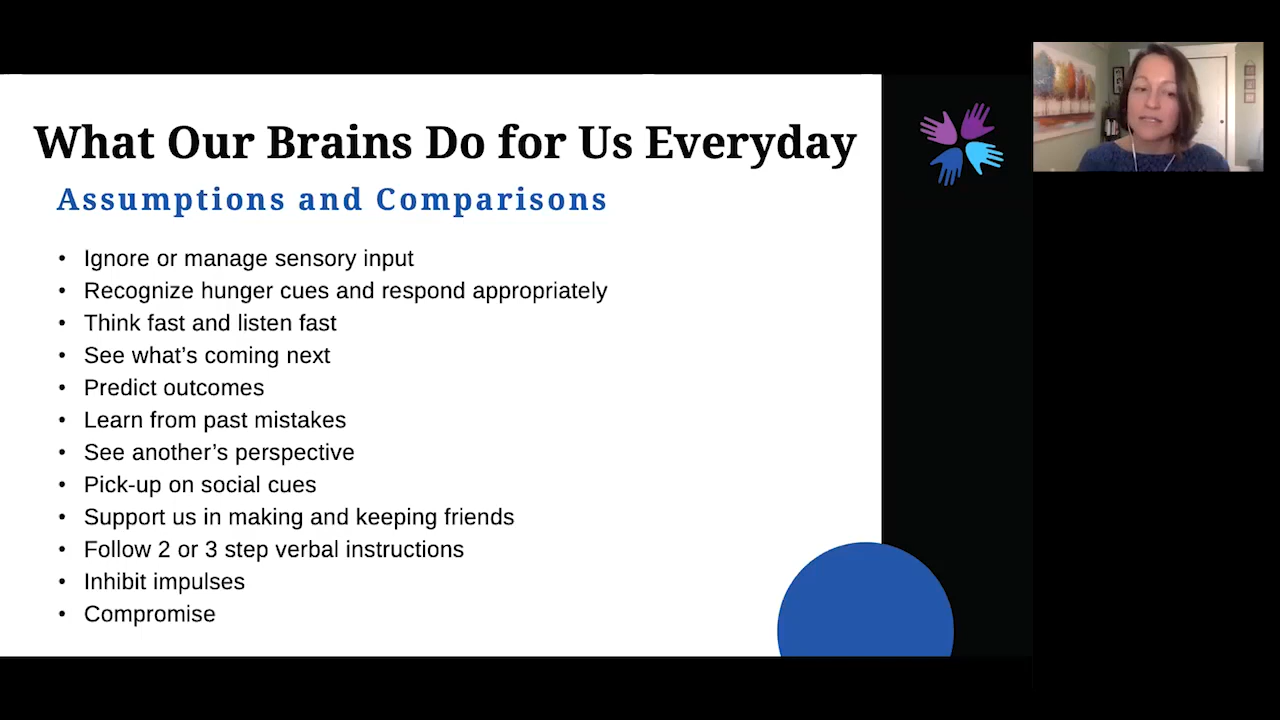 What Our Brains Do for Us Everyday
Assumptions and Comparisons
• Ignore or manage sensory input
• Recognize hunger cues and respond appropriately
• Think fast and listen fast
• See what’s coming next
• Predict outcomes
• Learn from past mistakes
• See another’s perspective
• Pick-up on social cues
• Support us in making and keeping friends
• Follow 2 or 3 step verbal instructions
• Inhibit impulses
• Compromise